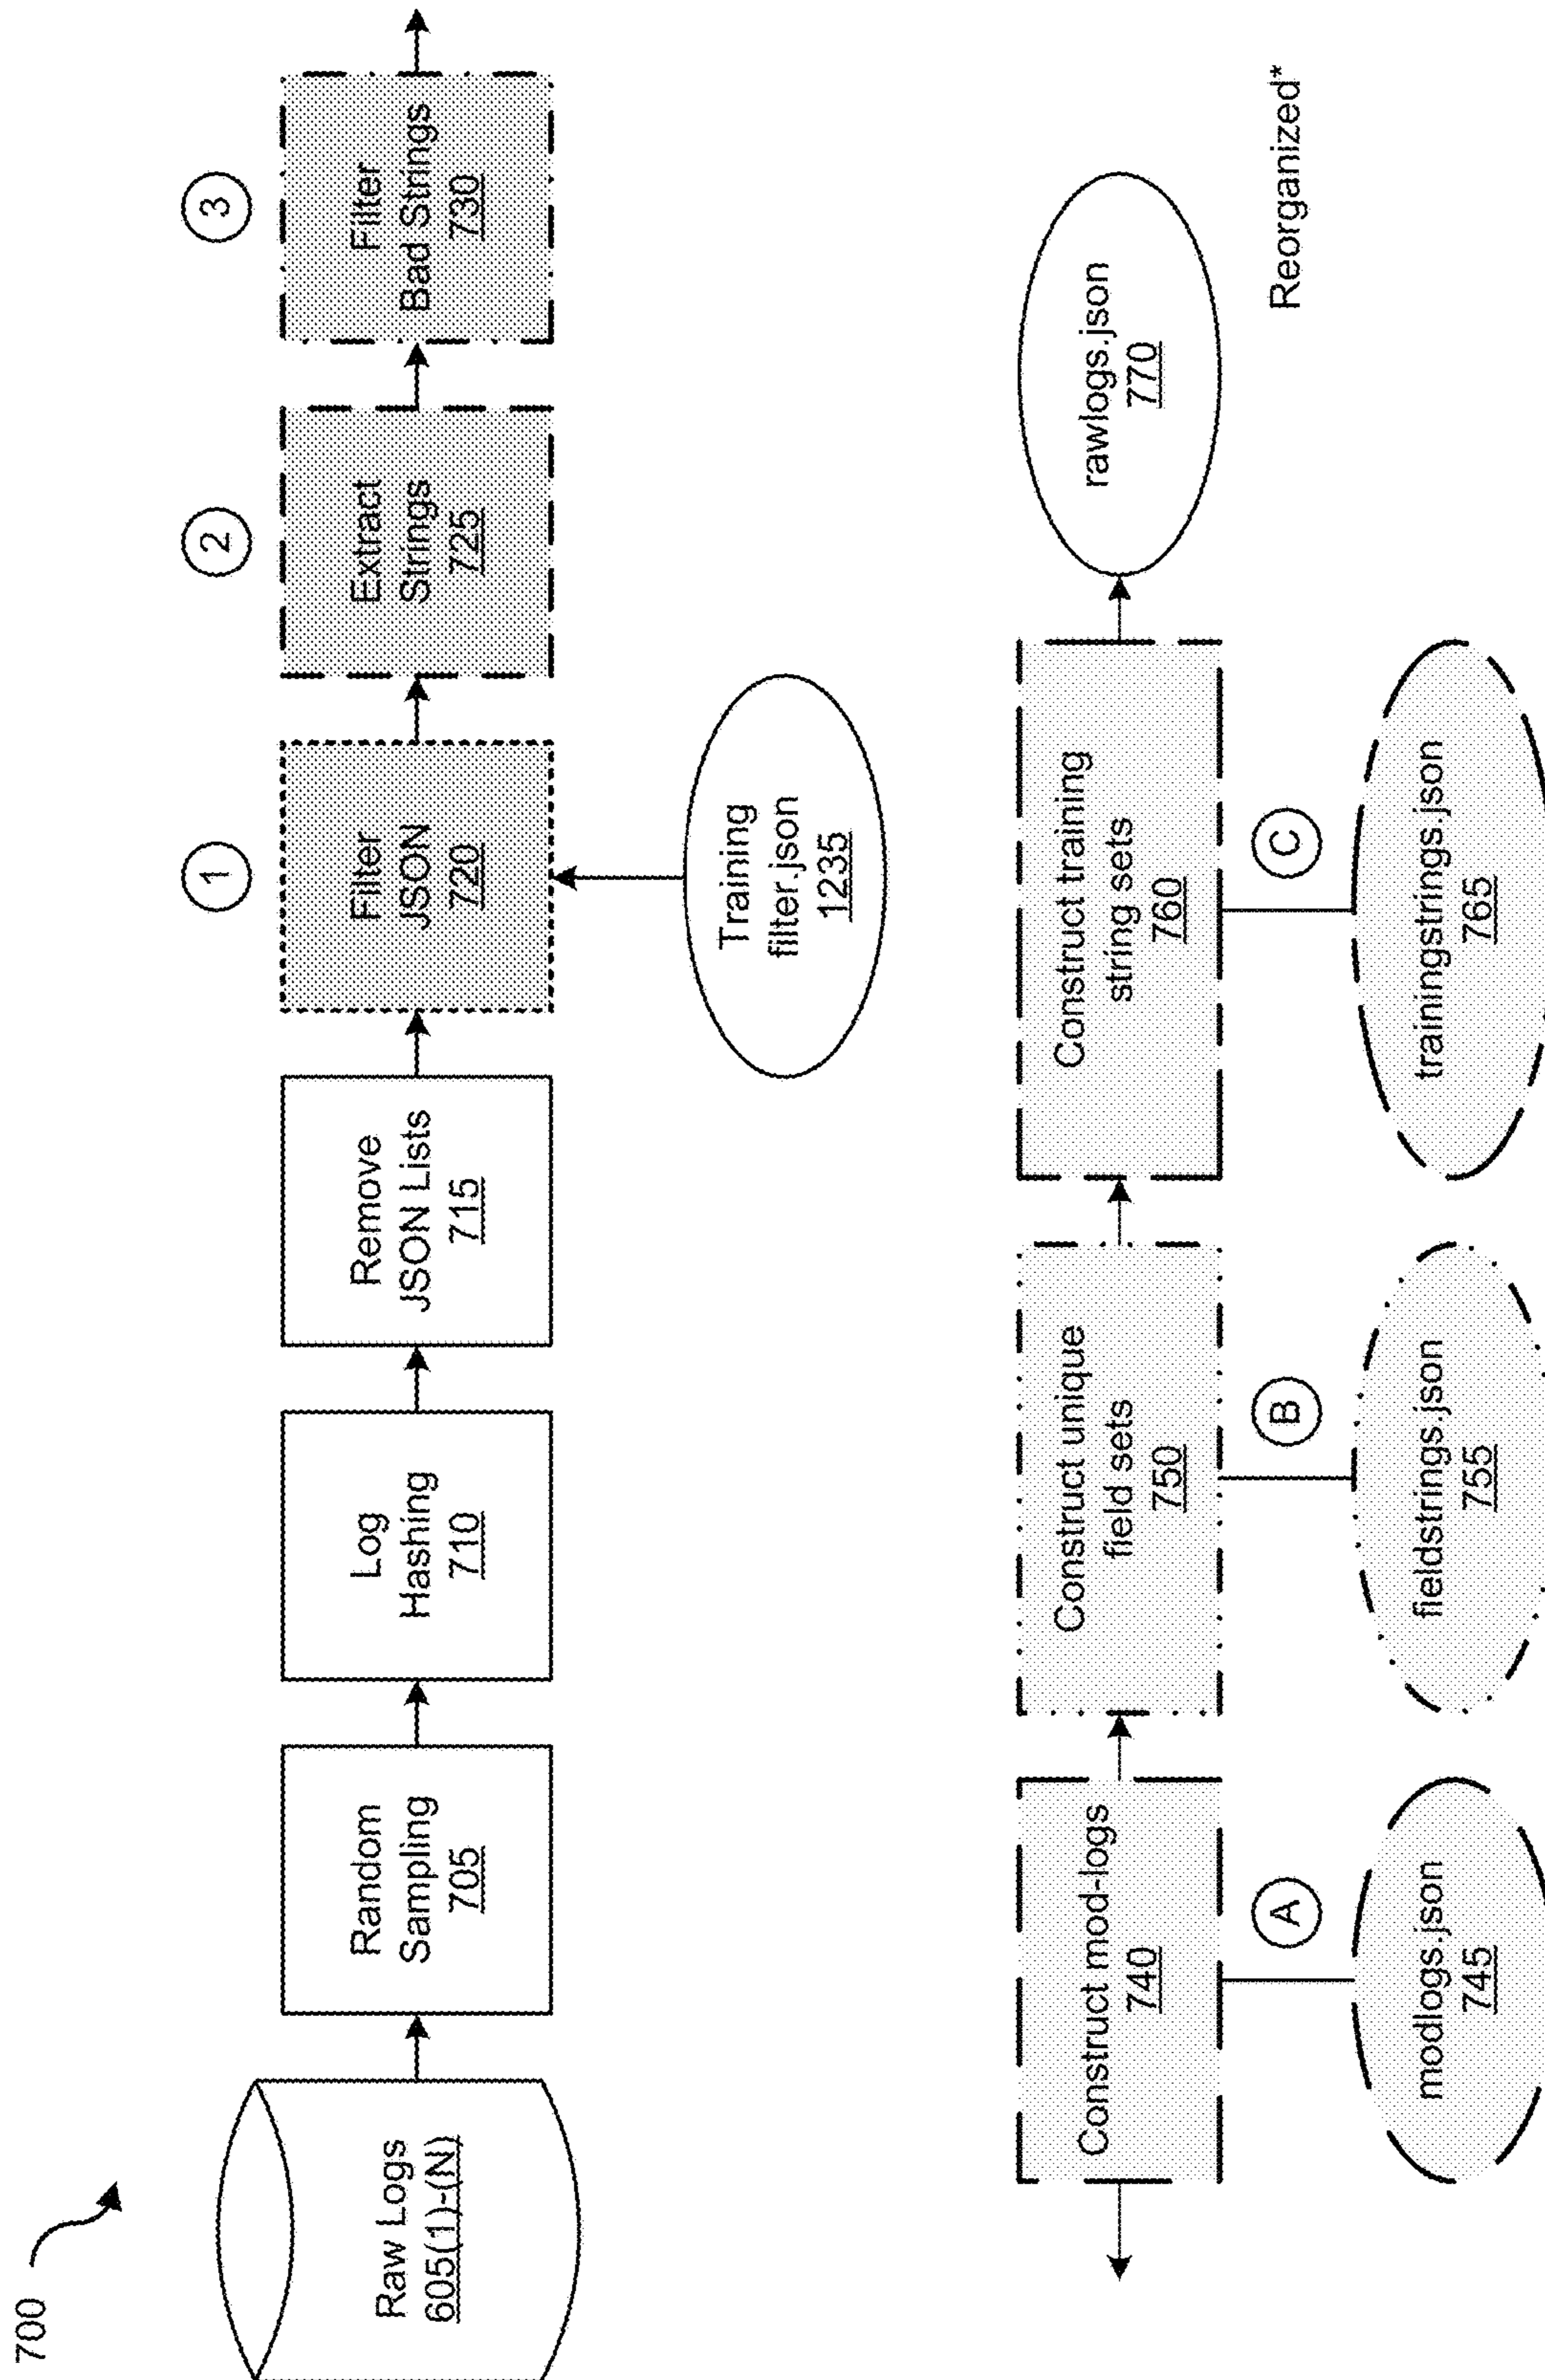 700
Raw Logs
605(1)-(N)
Random
Sampling
705
Log
Hashing
710
Remove
JSON Lists
715
1
Filter
JSON
720
Training
filter.json
1235
2
Extract
Strings
725
3
Filter
Bad Strings
730
Construct mod-logs
740
A
modlogs.json
745
Construct unique
field sets
750
B
fieldstrings.json
755
Construct training
string sets
760
C
trainingstrings.json
765
rawlogs.json
770
Reorganized*